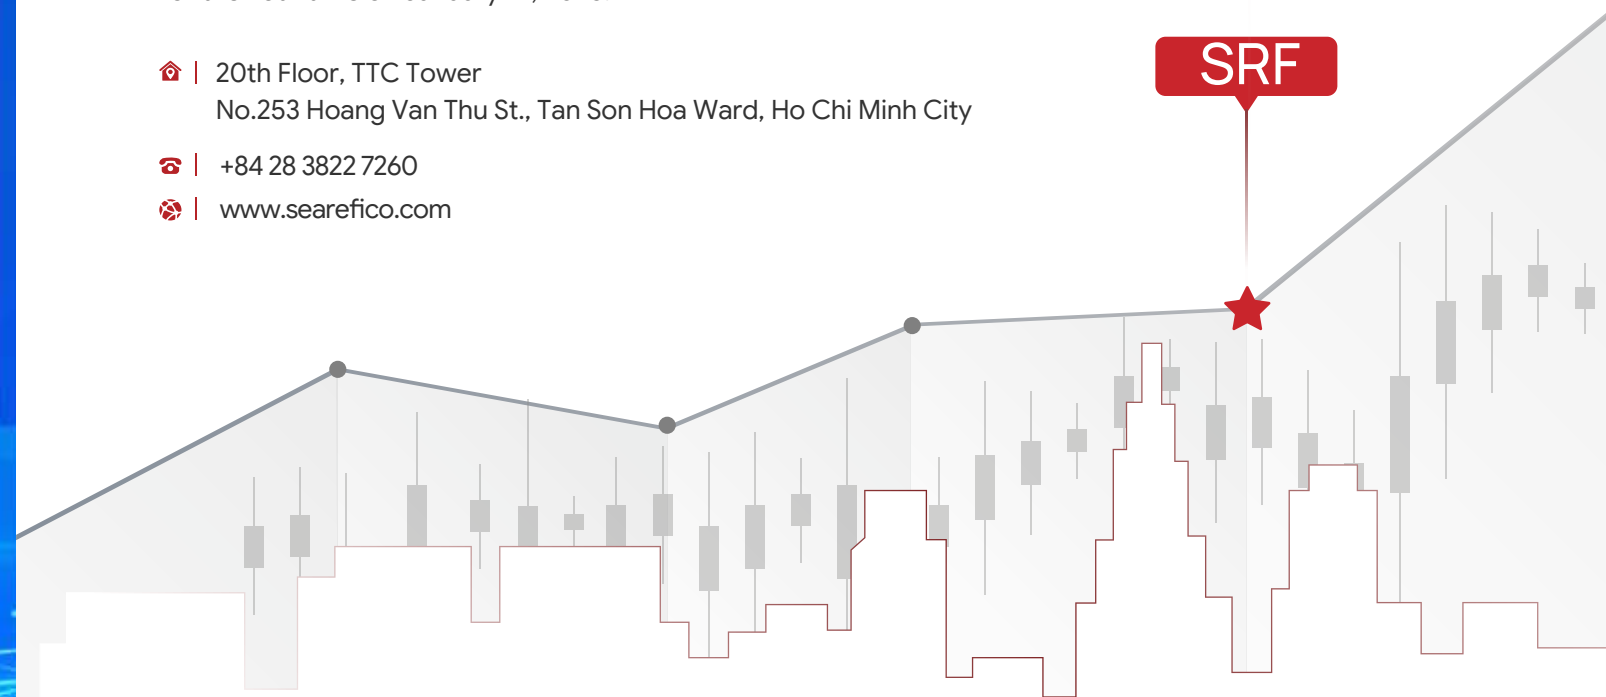 20th Floor, TTC Tower
No.253 Hoang Van Thu St., Tan Son Hoa Ward, Ho Chi Minh City
+84 28 3822 7260
www.searefico.com
SRF